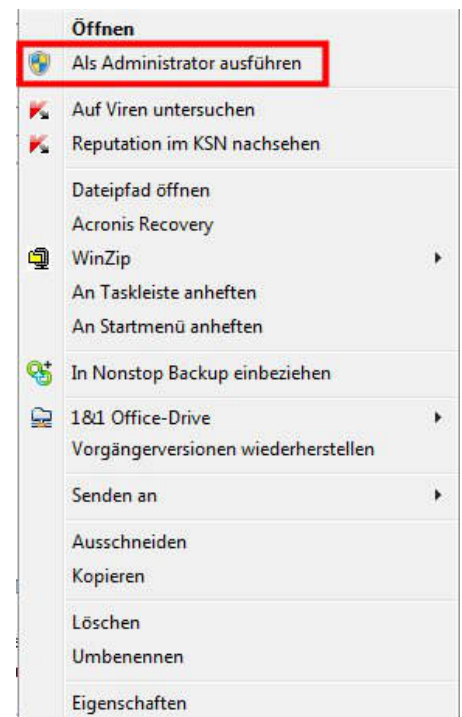 Öffnen
Als Administrator ausführen
Auf Viren untersuchen
Reputation im KSN nachsehen
Dateipfad öffnen
Acronis Recovery
WinZip
An Taskleiste anheften
An Startmenü anheften
In Nonstop Backup einbeziehen
1&1 Office-Drive
Vorgängerversionen wiederherstellen
Senden an
Ausschneiden
Kopieren
Löschen
Umbenennen
Eigenschaften